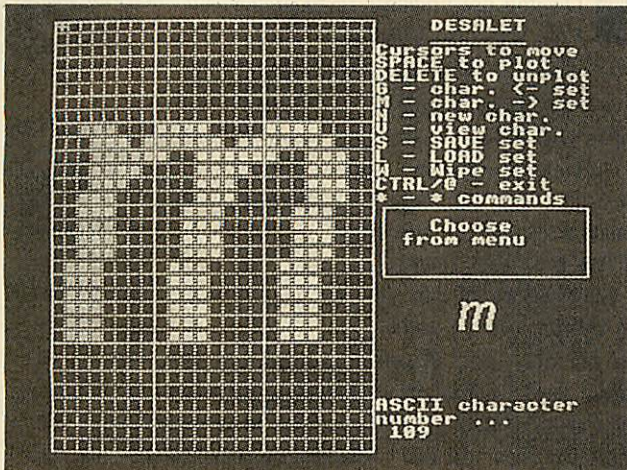 DESALET
Cursors to move
SPACE to plot
DELETE to unplot
G - char. <- set
M - char. -> set
N - new char.
V - view char.
S - SAVE set
L - LOAD set
W - Wipe set
CTRL/@ - exit
* - * commands
Choose
from menu
m
ASCII character
number ...
109